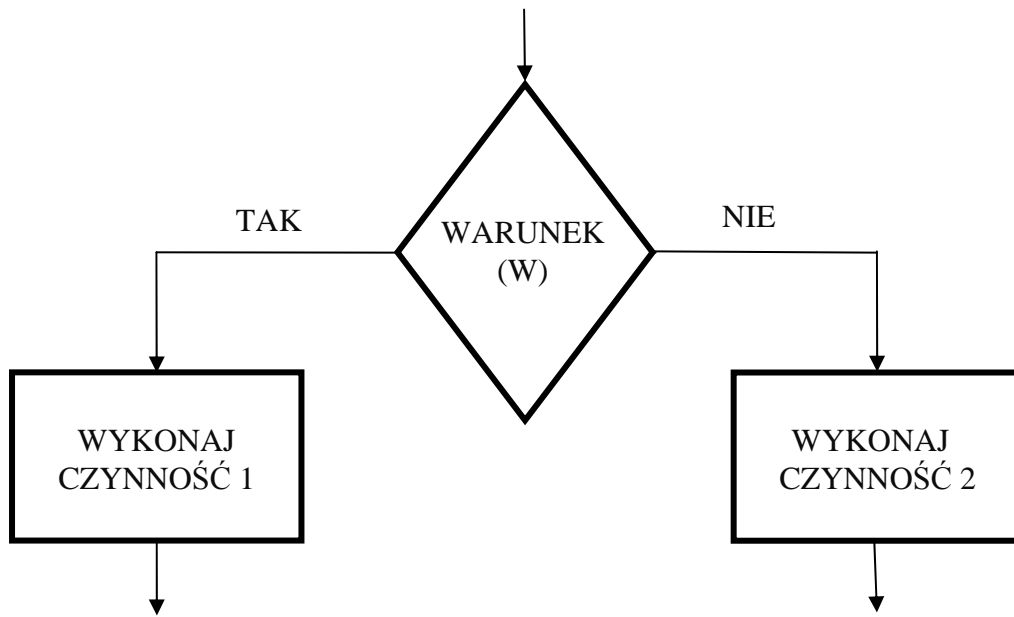 TAK
WARUNEK
(W)
NIE
WYKONAJ
CZYNNOŚĆ 1
WYKONAJ
CZYNNOŚĆ 2